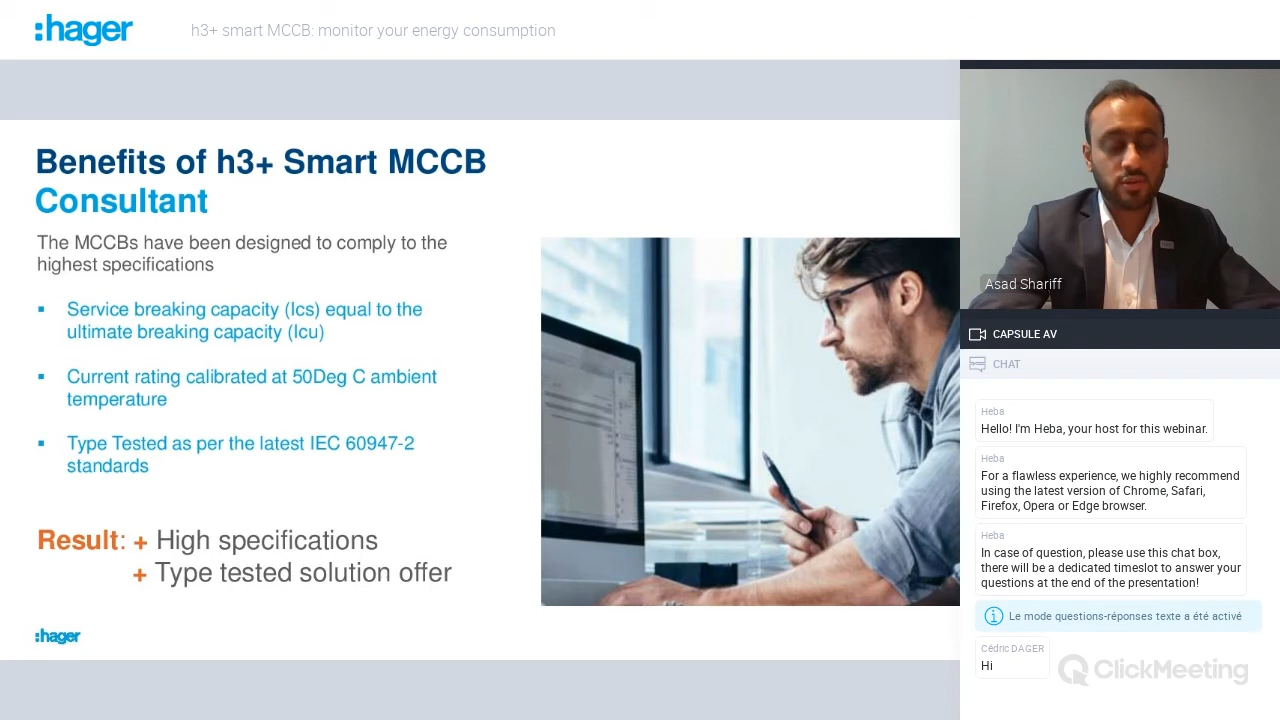 :hager
h3+ smart MCCB: monitor your energy consumption
Benefits of h3+ Smart MCCB
Consultant
The MCCBs have been designed to comply to the
highest specifications
▪ Service breaking capacity (Ics) equal to the
ultimate breaking capacity (Icu)
▪ Current rating calibrated at 50Deg C ambient
temperature
▪ Type Tested as per the latest IEC 60947-2
standards
Result: + High specifications
+ Type tested solution offer
:hager
Asad Shariff
CAPSULE AV
CHAT
Heba
Hello! I'm Heba, your host for this webinar.
Heba
For a flawless experience, we highly recommend
using the latest version of Chrome, Safari,
Firefox, Opera or Edge browser.
Heba
In case of question, please use this chat box,
there will be a dedicated timeslot to answer your
questions at the end of the presentation!
Le mode questions-réponses texte a été activé
Cédric DAGER
Hi
ClickMeeting